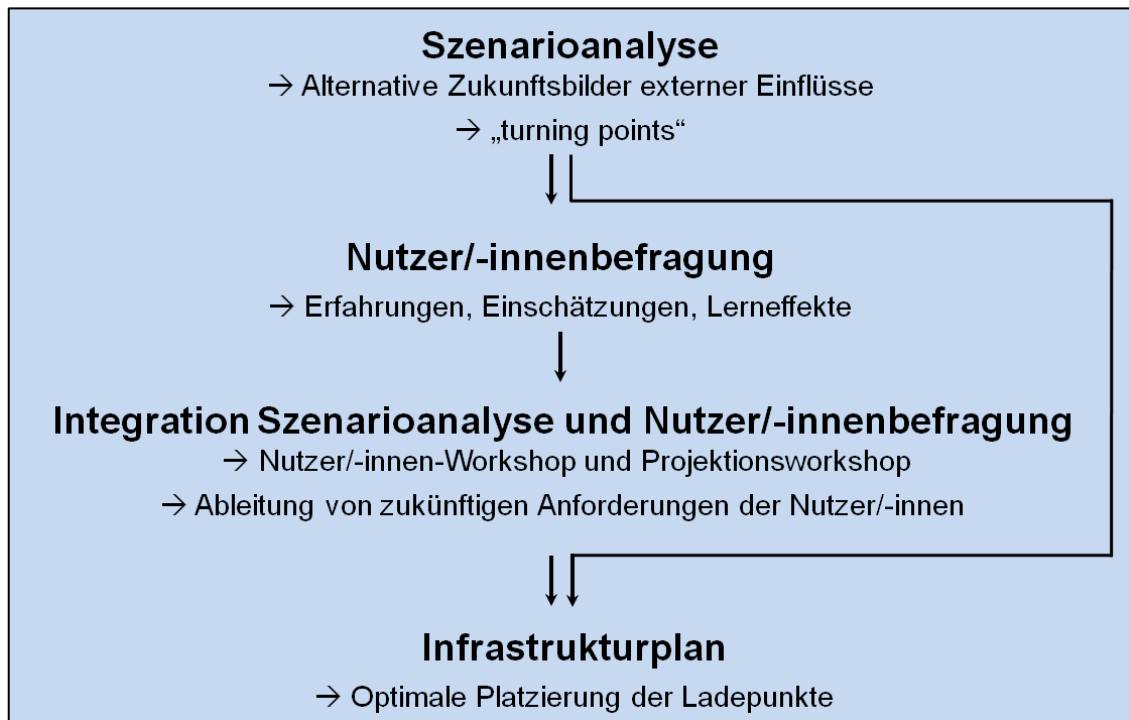 Szenarioanalyse
→ Alternative Zukunftsbilder externer Einflüsse
→ „turning points“
Nutzer/-innenbefragung
→ Erfahrungen, Einschätzungen, Lerneffekte
Integration Szenarioanalyse und Nutzer/-innenbefragung
→ Nutzer/-innen-Workshop und Projektionsworkshop
→ Ableitung von zukünftigen Anforderungen der Nutzer/-innen
Infrastrukturplan
→ Optimale Platzierung der Ladepunkte